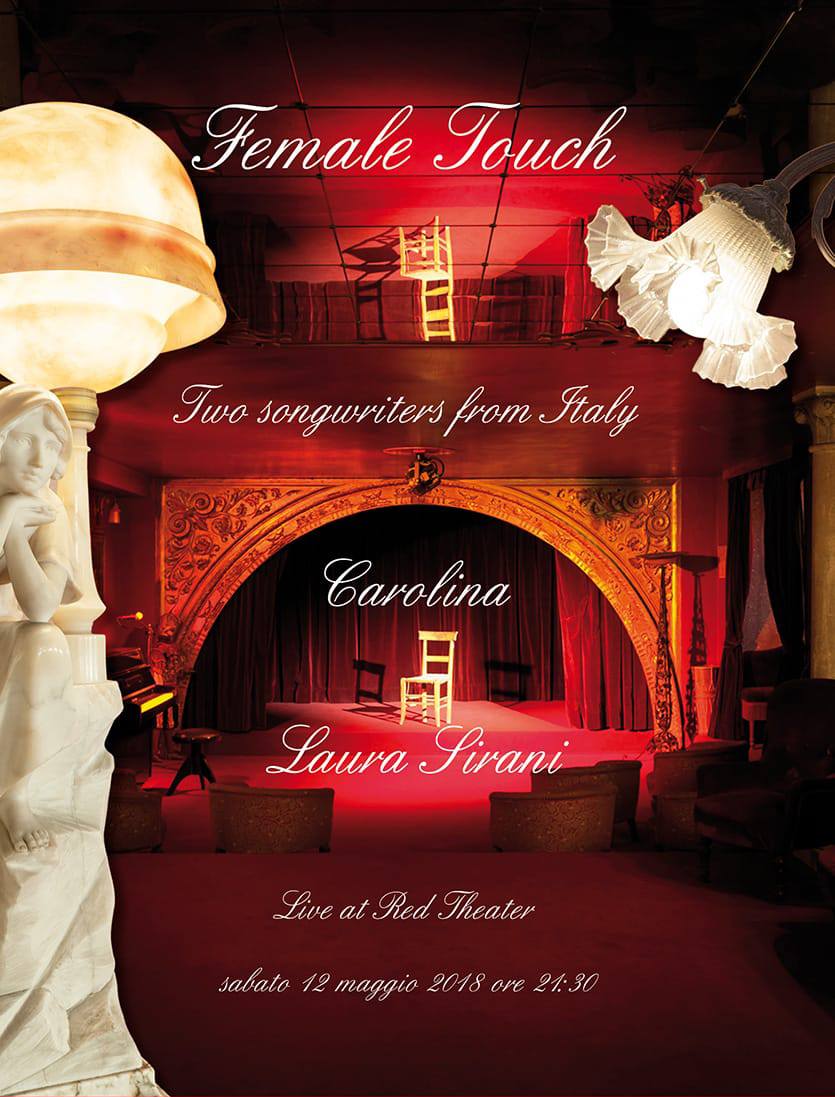 Female Touch
Two songwriters from Italy
Carolina
Laura Sirani
Live at Red Theater
sabato 12 maggio 2018 ore 21:30